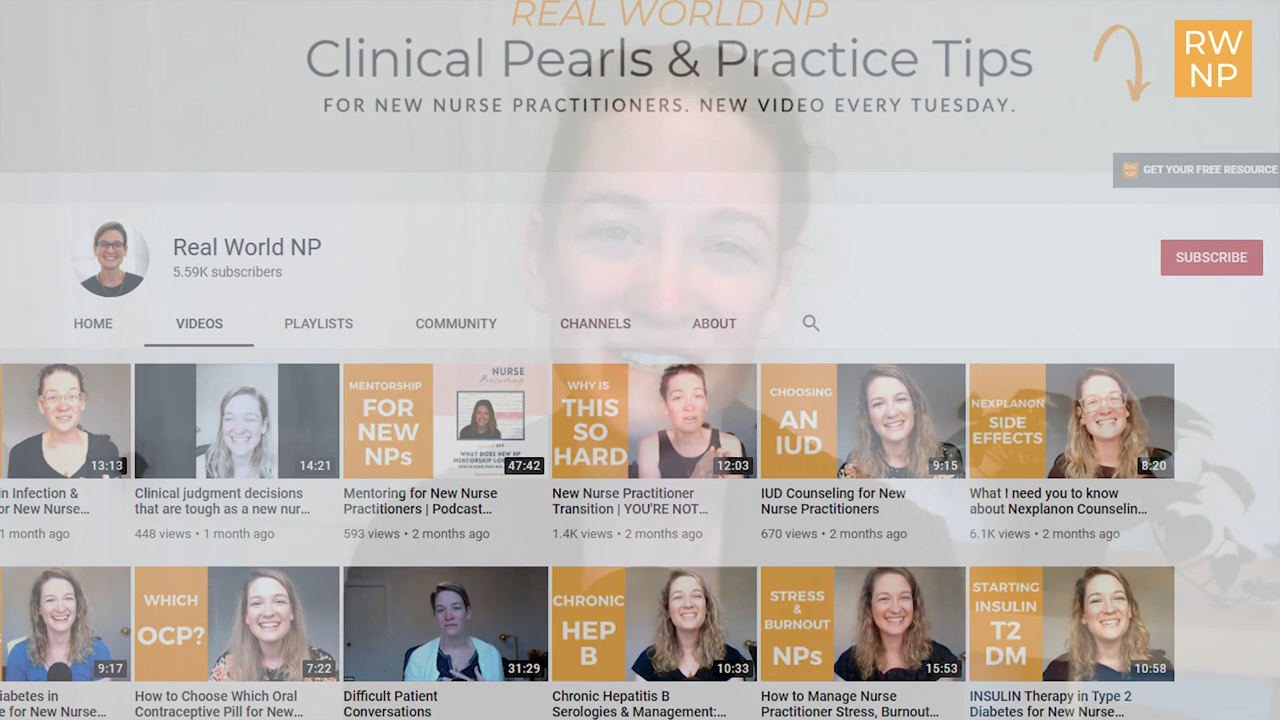 REAL WORLD NP
Clinical Pearls & Practice Tips
FOR NEW NURSE PRACTITIONERS. NEW VIDEO EVERY TUESDAY.
RW
NP
RW
NP
GET YOUR FREE RESOURCE
Real World NP
5.59K subscribers
SUBSCRIBE
HOME VIDEOS PLAYLISTS COMMUNITY CHANNELS ABOUT
13:13
14:21
MENTORSHIP
FOR
NEW
NPs
NURSE
Becoming
47:42
WHY IS
THIS
SO
HARD
12:03
CHOOSING
AN
IUD
9:15
NEXPLANON
SIDE
EFFECTS
8:20
in Infection &
or New Nurse...
1 month ago
Clinical judgment decisions
that are tough as a new nur...
448 views • 1 month ago
Mentoring for New Nurse
Practitioners | Podcast...
593 views • 2 months ago
New Nurse Practitioner
Transition | YOU'RE NOT...
1.4K views • 2 months ago
IUD Counseling for New
Nurse Practitioners
670 views • 2 months ago
What I need you to know
about Nexplanon Counselin...
6.1K views • 2 months ago
9:17
WHICH
OCP?
7:22
31:29
CHRONIC
HEP
B
10:33
STRESS
&
BURNOUT
NPs
15:53
STARTING
INSULIN
T2
DM
10:58
iabetes in
e for New Nurse...
How to Choose Which Oral
Contraceptive Pill for New...
Difficult Patient
Conversations
Chronic Hepatitis B
Serologies & Management:...
How to Manage Nurse
Practitioner Stress, Burnout...
INSULIN Therapy in Type 2
Diabetes for New Nurse...